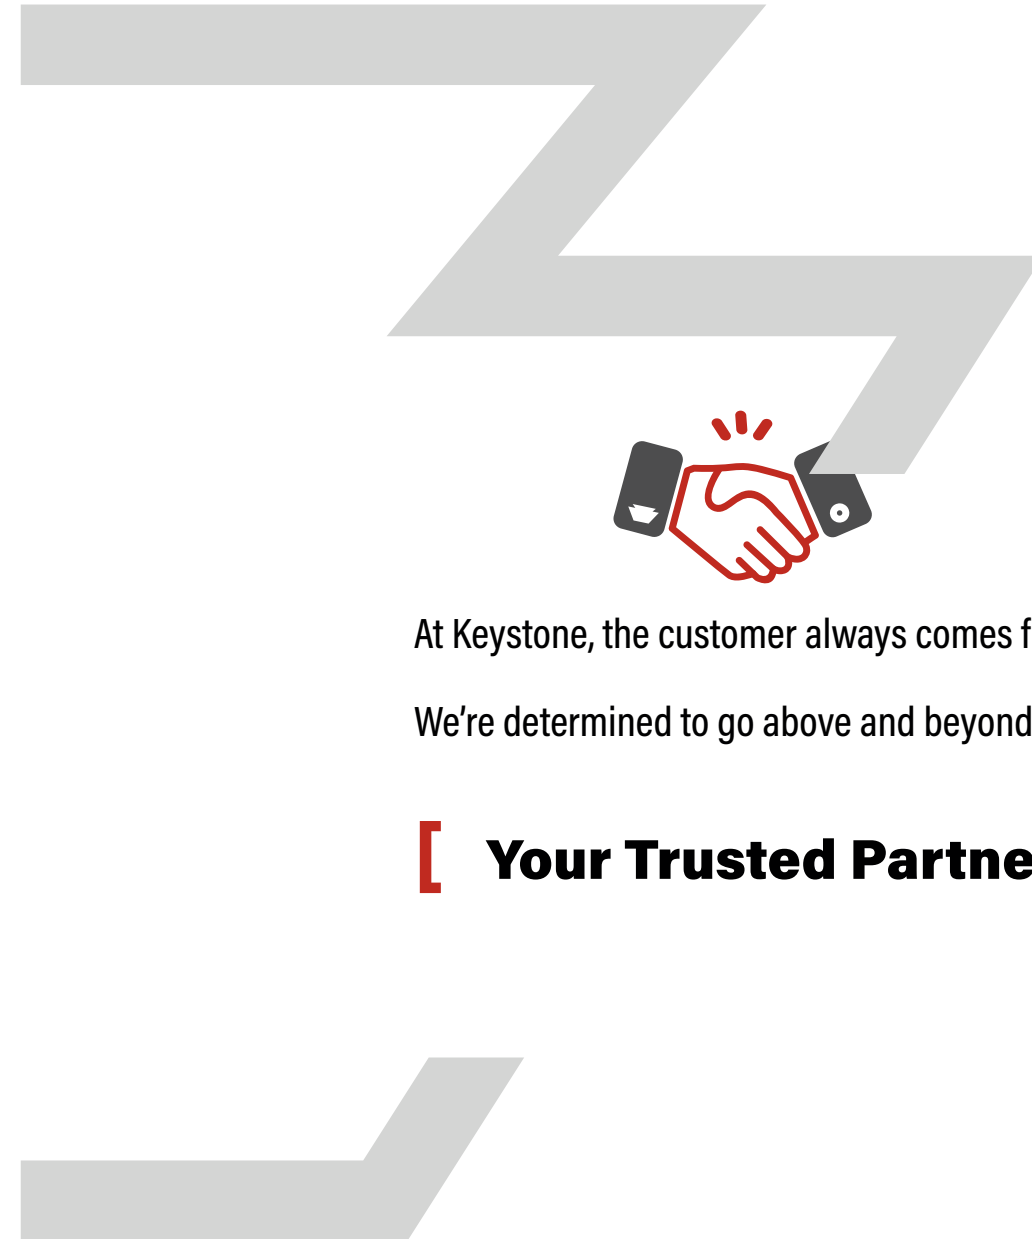 At Keystone, the customer always comes f
We’re determined to go above and beyond
[ Your Trusted Partne